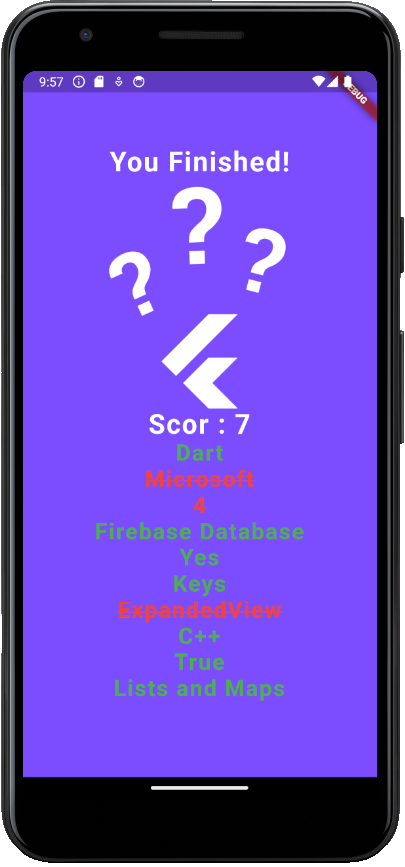 9:57
DEBUG
You Finished!
? ? ?
Scor : 7
Dart
Microsoft
4
Firebase Database
Yes
Keys
ExpandedView
C++
True
Lists and Maps